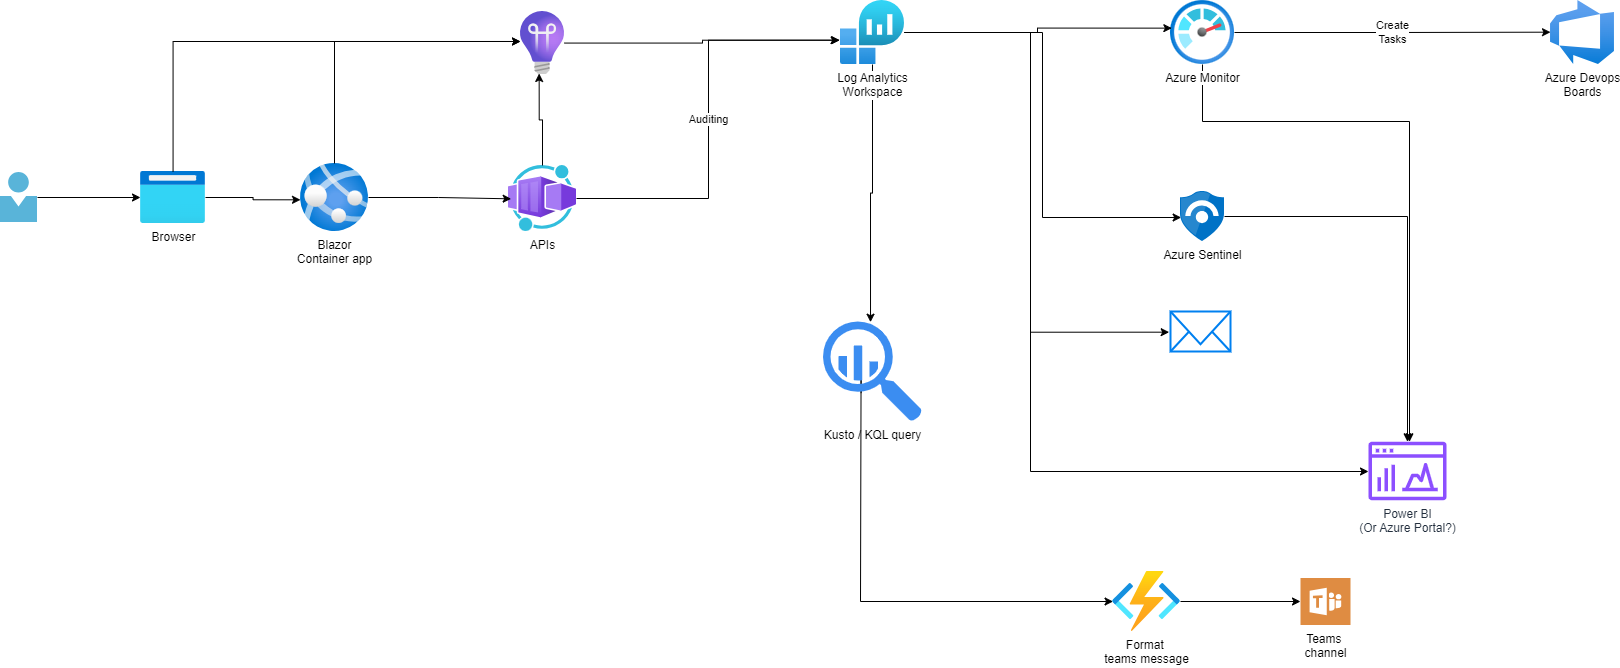 Create
Tasks
Log Analytics
Workspace
Azure Monitor
Azure Devops
Boards
Auditing
Browser
Blazor
Container app
APIs
Azure Sentinel
Kusto / KQL query
Power BI
(Or Azure Portal?)
Format
teams message
Teams
channel